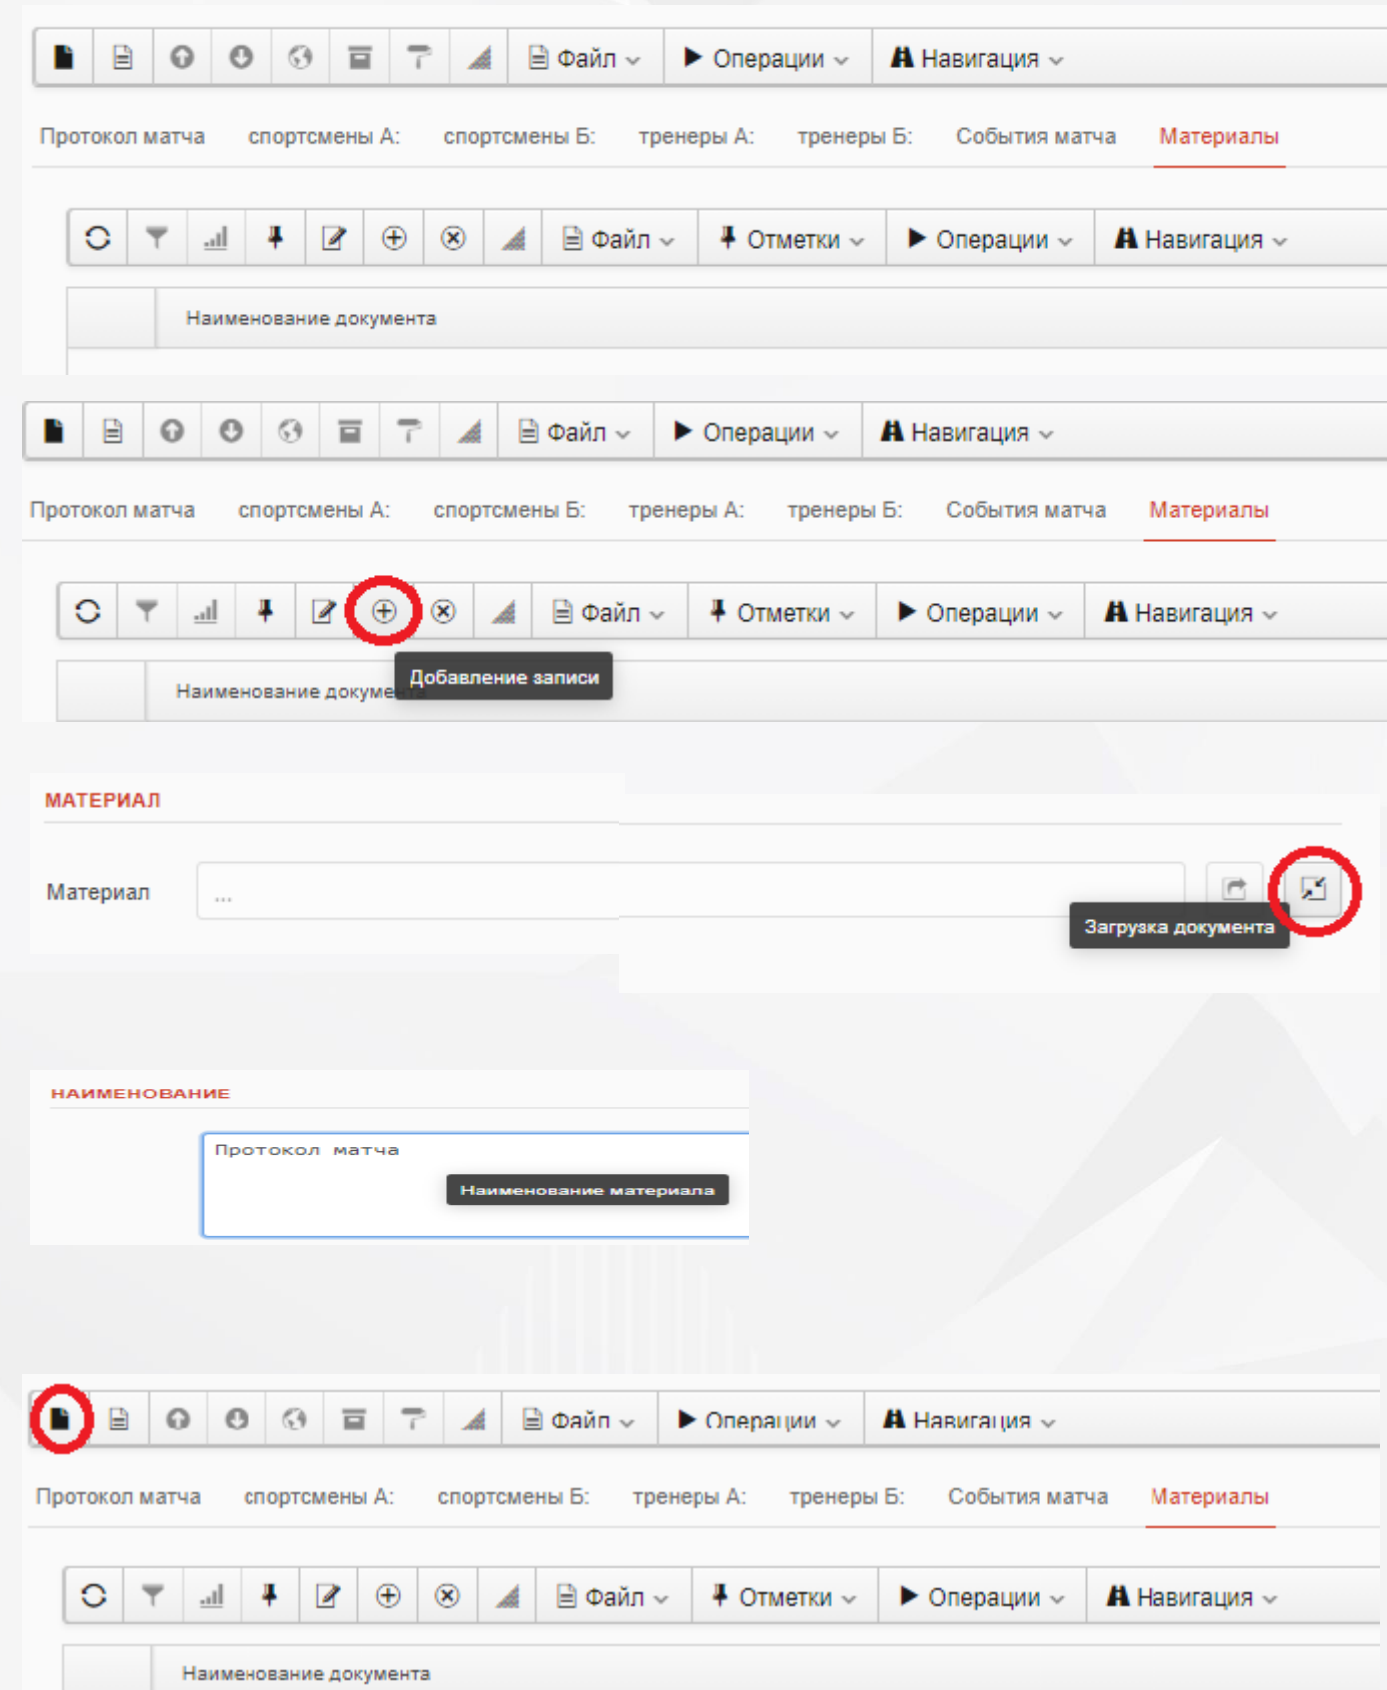 Файл Операции Навигация
Протокол матча спортсмены А: спортсмены Б: тренеры А: тренеры Б: События матча Материалы
Файл Отметки Операции Навигация
Наименование документа
Файл Операции Навигация
Протокол матча спортсмены А: спортсмены Б: тренеры А: тренеры Б: События матча Материалы
Файл Отметки Операции Навигация
Добавление записи
Наименование докуме
МАТЕРИАЛ
Материал ...
Загрузка документа
НАИМЕНОВАНИЕ
Протокол матча
Наименование материала
Файл Операции Навигация
Протокол матча спортсмены А: спортсмены Б: тренеры А: тренеры Б: События матча Материалы
Файл Отметки Операции Навигация
Наименование документа